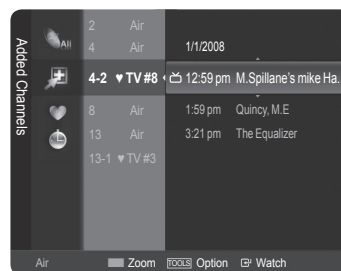 Added Channels
All
2 Air
4 Air 1/1/2008
4-2 ♥ TV #8 12:59 pm M.Spillane's mike Ha.
8 Air 1:59 pm Quincy, M.E
13 Air 3:21 pm The Equalizer
13-1 ♥ TV #3
Air Zoom TOOLS Option Watch